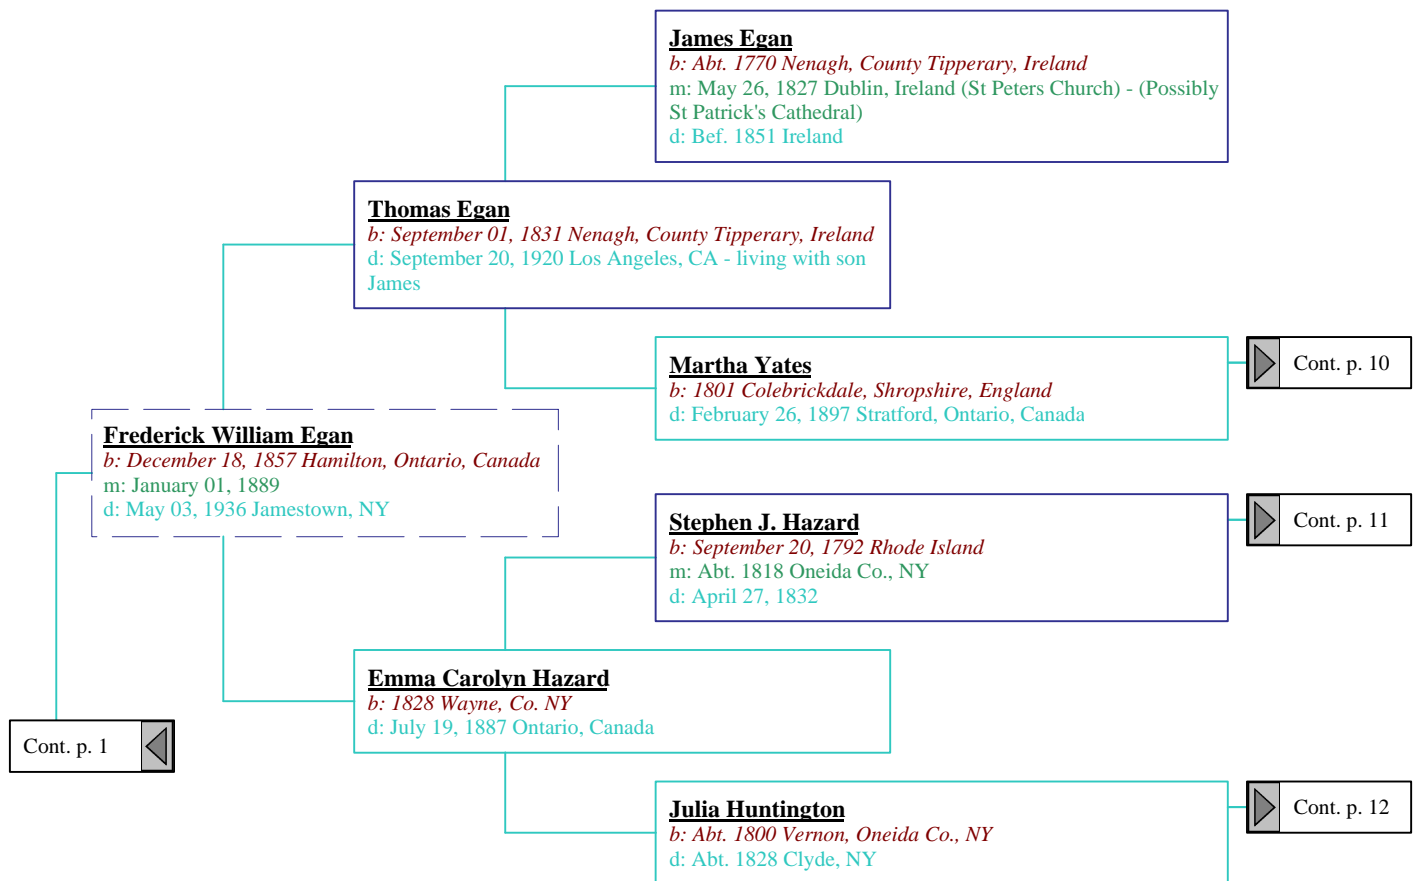 James Egan
b: Abt. 1770 Nenagh, County Tipperary, Ireland
m: May 26, 1827 Dublin, Ireland (St Peters Church) - (Possibly
St Patrick's Cathedral)
d: Bef. 1851 Ireland
Thomas Egan
b: September 01, 1831 Nenagh, County Tipperary, Ireland
d: September 20, 1920 Los Angeles, CA - living with son
James
Martha Yates
b: 1801 Colebrickdale, Shropshire, England
d: February 26, 1897 Stratford, Ontario, Canada
Cont. p. 10
Frederick William Egan
b: December 18, 1857 Hamilton, Ontario, Canada
m: January 01, 1889
d: May 03, 1936 Jamestown, NY
Stephen J. Hazard
b: September 20, 1792 Rhode Island
m: Abt. 1818 Oneida Co., NY
d: April 27, 1832
Cont. p. 11
Emma Carolyn Hazard
b: 1828 Wayne, Co. NY
d: July 19, 1887 Ontario, Canada
Cont. p. 1
Julia Huntington
b: Abt. 1800 Vernon, Oneida Co., NY
d: Abt. 1828 Clyde, NY
Cont. p. 12